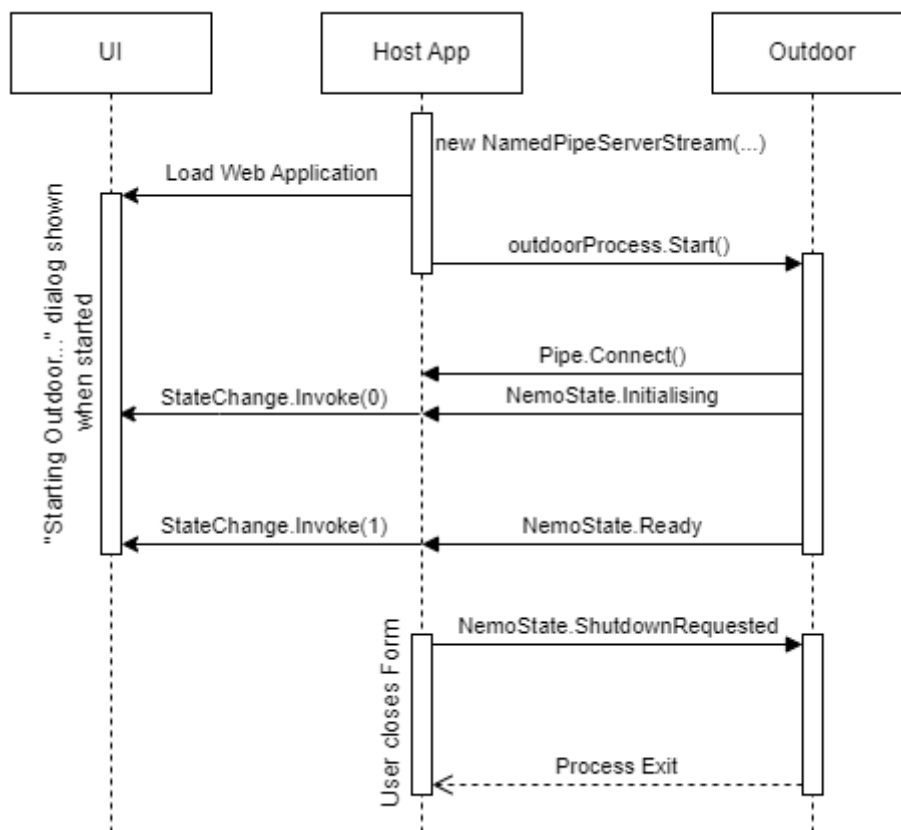 UI
Host App
Outdoor
new NamedPipeServerStream(...)
Load Web Application
outdoorProcess.Start()
"Starting Outdoor..." dialog shown
when started
Pipe.Connect()
StateChange.Invoke(0)
NemoState.Initialising
StateChange.Invoke(1)
NemoState.Ready
User closes Form
NemoState.ShutdownRequested
Process Exit